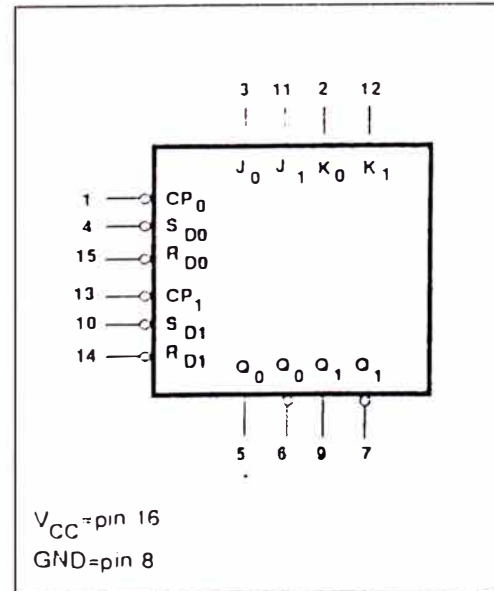 3 11 2 12
J0 J1 K0 K1
1 CP0
4 SD0
15 RD0
13 CP1
10 SD1
14 RD1
Q0 Q0 Q1 Q1
5 6 9 7
VCC=pin 16
GND=pin 8